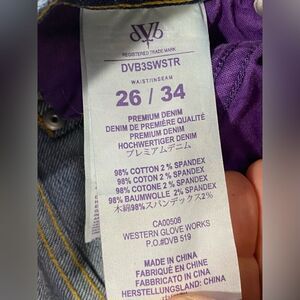 dVb
REGISTERED TRADE MARK
DVB3SWSTR
WAIST/INSEAM
26 / 34
PREMIUM DENIM
DENIM DE PREMIÈRE QUALITÉ
PREMIUM DENIM
HOCHWERTIGER DENIM
プレミアムデニム
98% COTTON 2 % SPANDEX
98% COTON 2 % SPANDEX
98% COTONE 2 % SPANDEX
98% BAUMWOLLE 2% SPANDEX
木綿98%スパンデックス2%
CA00508
WESTERN GLOVE WORKS
P.O.#DVB 519
MADE IN CHINA
FABRIQUÉ EN CHINE
FABBRICATO IN CINA
HERSTELLUNGSLAND: CHINA